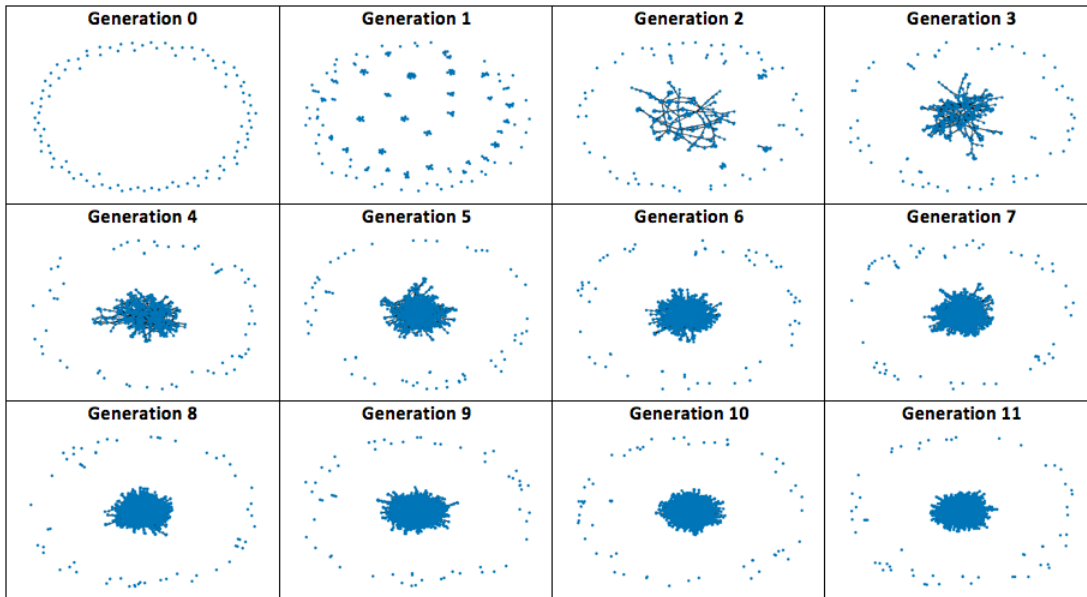 Generation 0
Generation 1
Generation 2
Generation 3
Generation 4
Generation 5
Generation 6
Generation 7
Generation 8
Generation 9
Generation 10
Generation 11